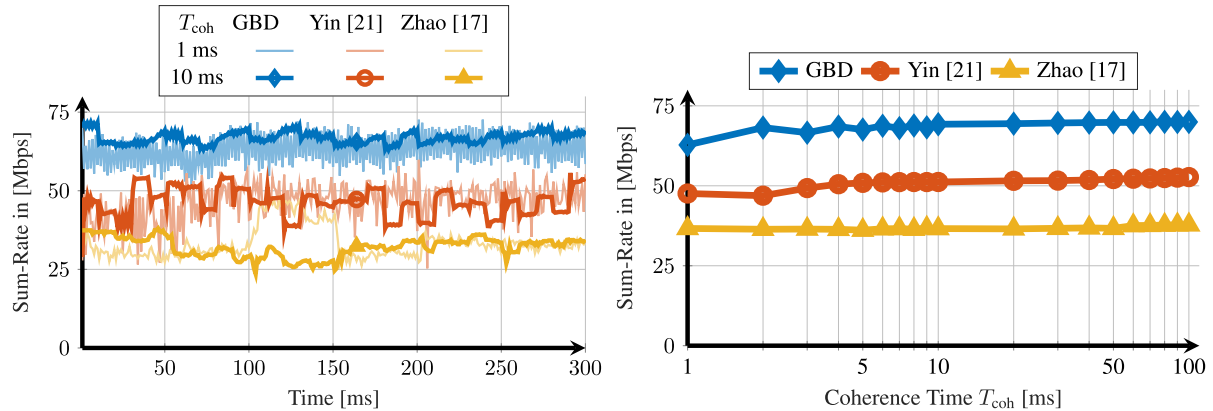 T_coh GBD Yin [21] Zhao [17]
1 ms
10 ms
75
50
25
0
50 100 150 200 250 300
Sum-Rate in [Mbps]
Time [ms]
GBD Yin [21] Zhao [17]
75
50
25
0
1 5 10 50 100
Sum-Rate in [Mbps]
Coherence Time T_coh [ms]